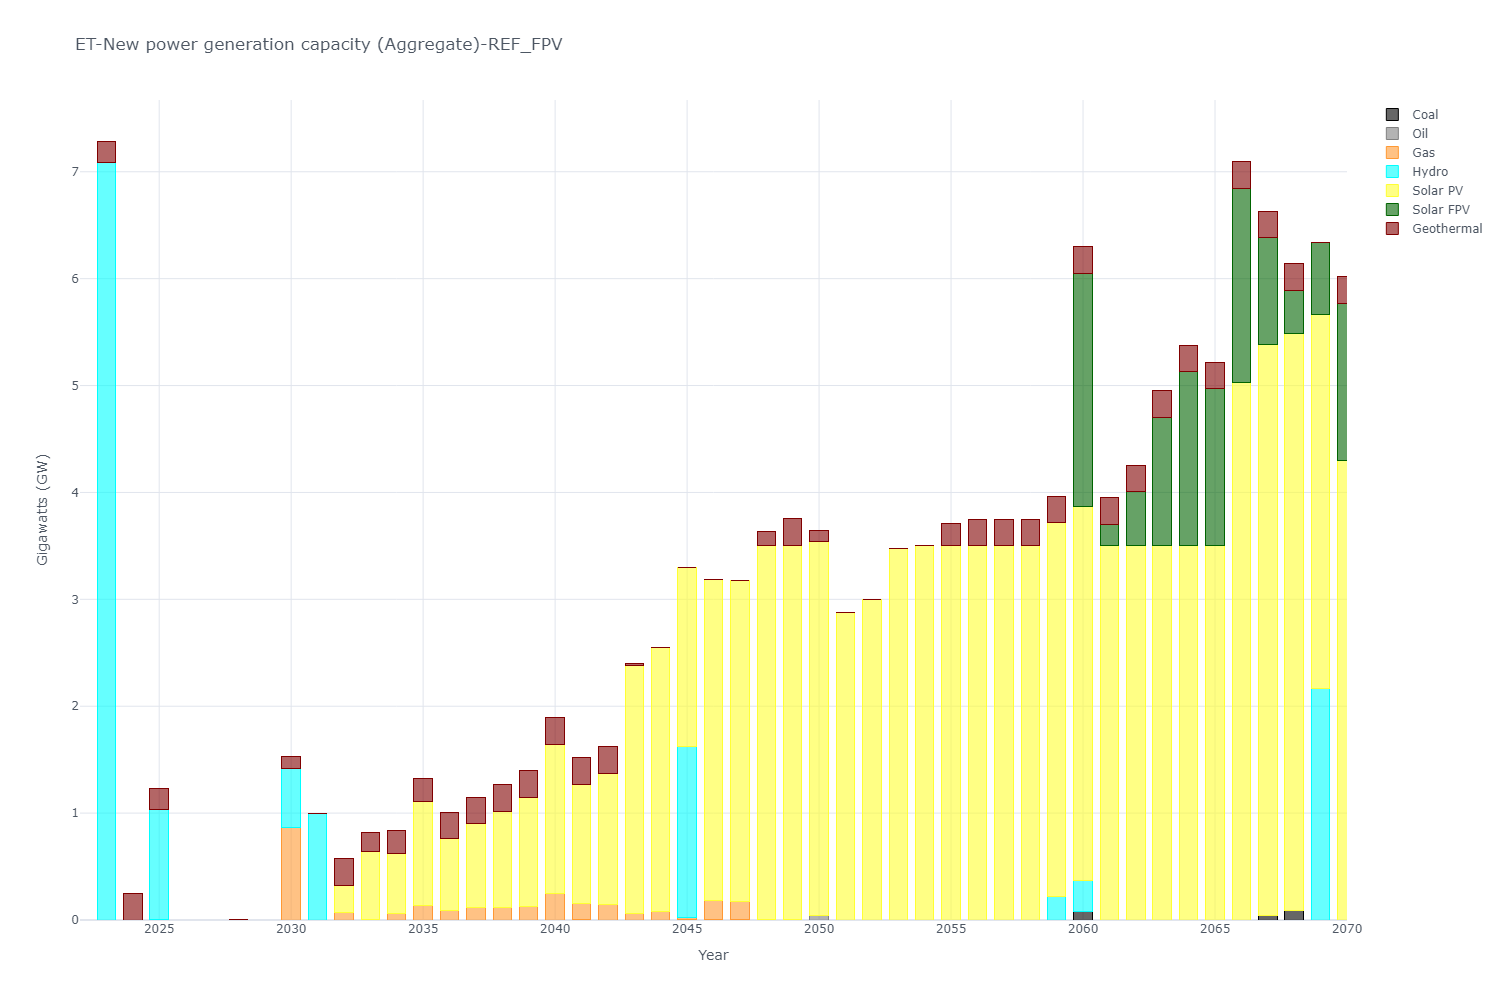 ET-New power generation capacity (Aggregate)-REF_FPV
Coal
Oil
Gas
Hydro
Solar PV
Solar FPV
Geothermal
Gigawatts (GW)
7
6
5
4
3
2
1
0
2025
2030
2035
2040
2045
2050
2055
2060
2065
2070
Year